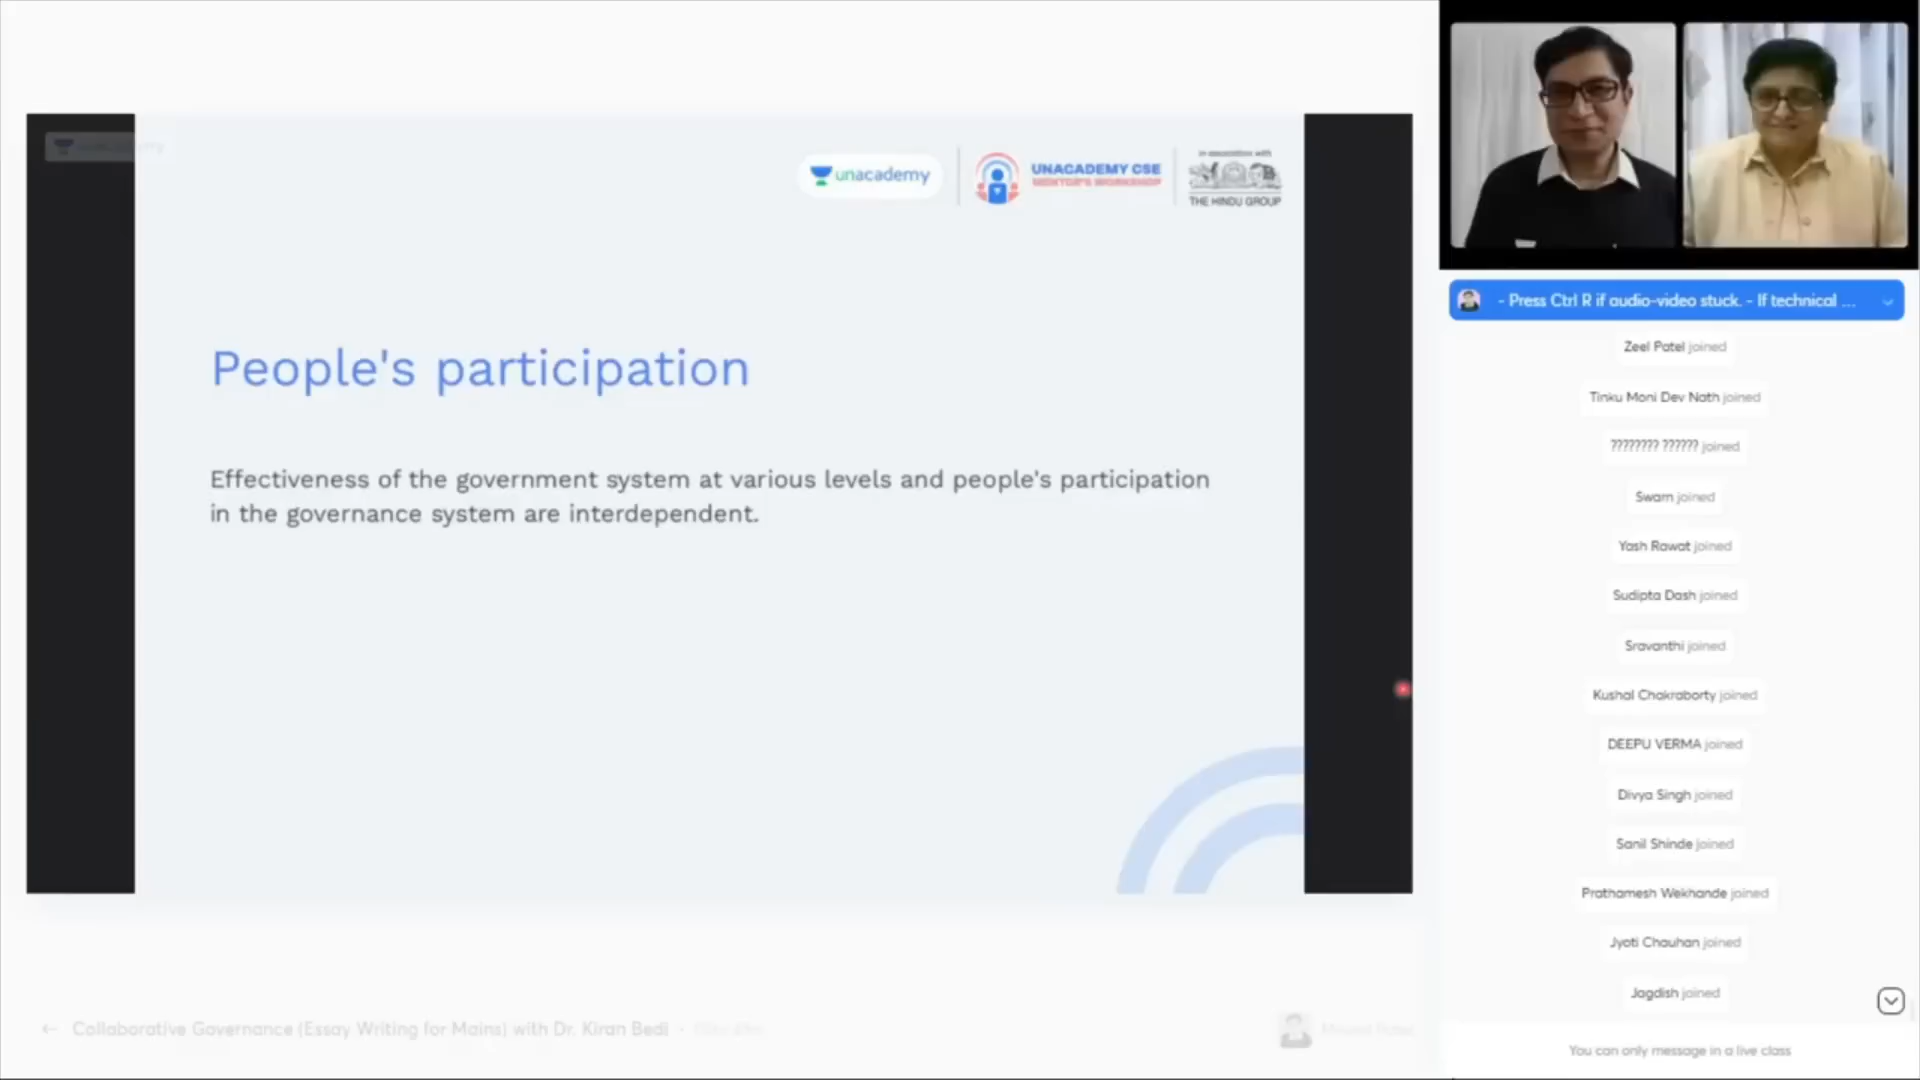 unacademy
UNACADEMY CSE
MENTOR'S WORKSHOP
in association with
THE HINDU GROUP
People's participation
Effectiveness of the government system at various levels and people's participation
in the governance system are interdependent.
← Collaborative Governance (Essay Writing for Mains) with Dr. Kiran Bedi •
- Press Ctrl R if audio-video stuck. - If technical ...
Zeel Patel joined
Tinku Moni Dev Nath joined
???????? ?????? joined
Swarn joined
Yash Rawat joined
Sudipta Dash joined
Sravanthi joined
Kushal Chakraborty joined
DEEPU VERMA joined
Divya Singh joined
Sanil Shinde joined
Prathamesh Wekhande joined
Jyoti Chauhan joined
Jagdish joined
You can only message in a live class